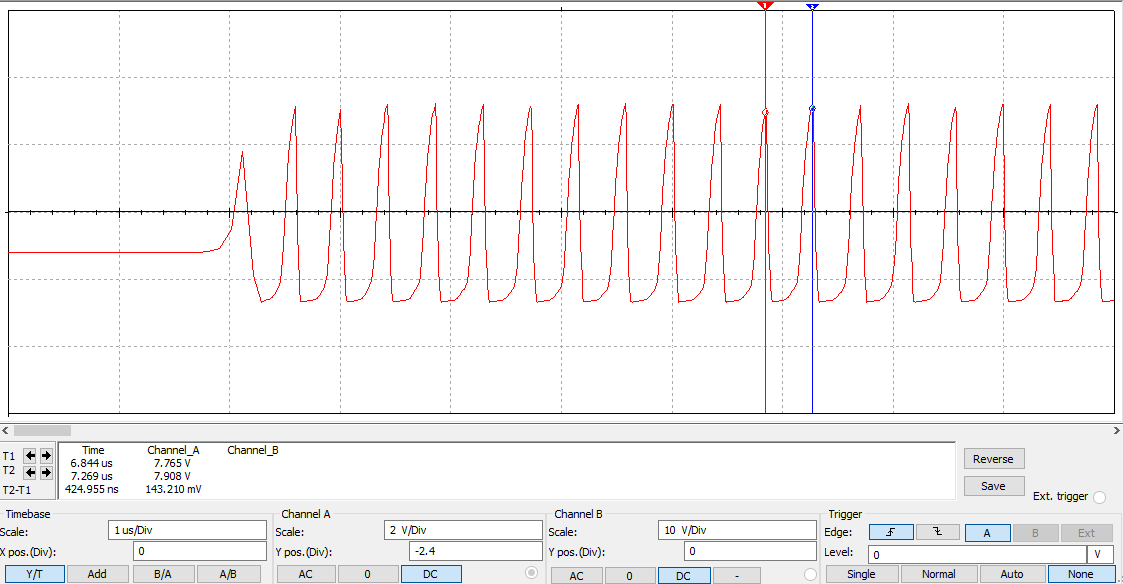 1
2
Time Channel_A Channel_B
T1 6.844 us 7.765 V
T2 7.269 us 7.908 V
T2-T1 424.955 ns 143.210 mV
Reverse
Save
Ext. trigger
Timebase
Scale: 1 us/Div
X pos.(Div): 0
Y/T Add B/A A/B
Channel A
Scale: 2 V/Div
Y pos.(Div): -2.4
AC 0 DC
Channel B
Scale: 10 V/Div
Y pos.(Div): 0
AC 0 DC -
Trigger
Edge: A B Ext
Level: 0 V
Single Normal Auto None